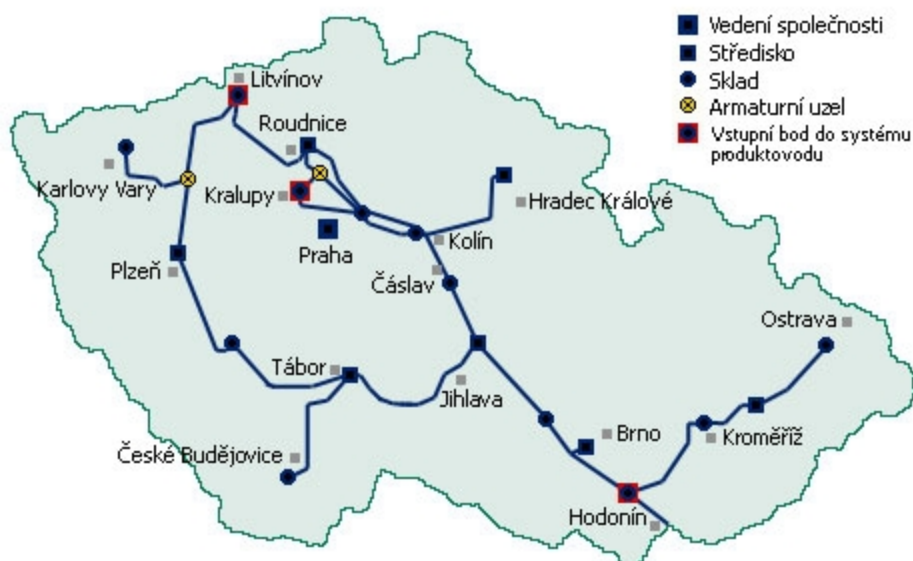 Vedení společnosti
Středisko
Sklad
Armaturní uzel
Vstupní bod do systému
produktovodu
Litvínov
Roudnice
Karlovy Vary
Kralupy
Hradec Králové
Praha
Kolín
Plzeň
Čáslav
Ostrava
Tábor
Jihlava
Brno
Kroměříž
České Budějovice
Hodonín